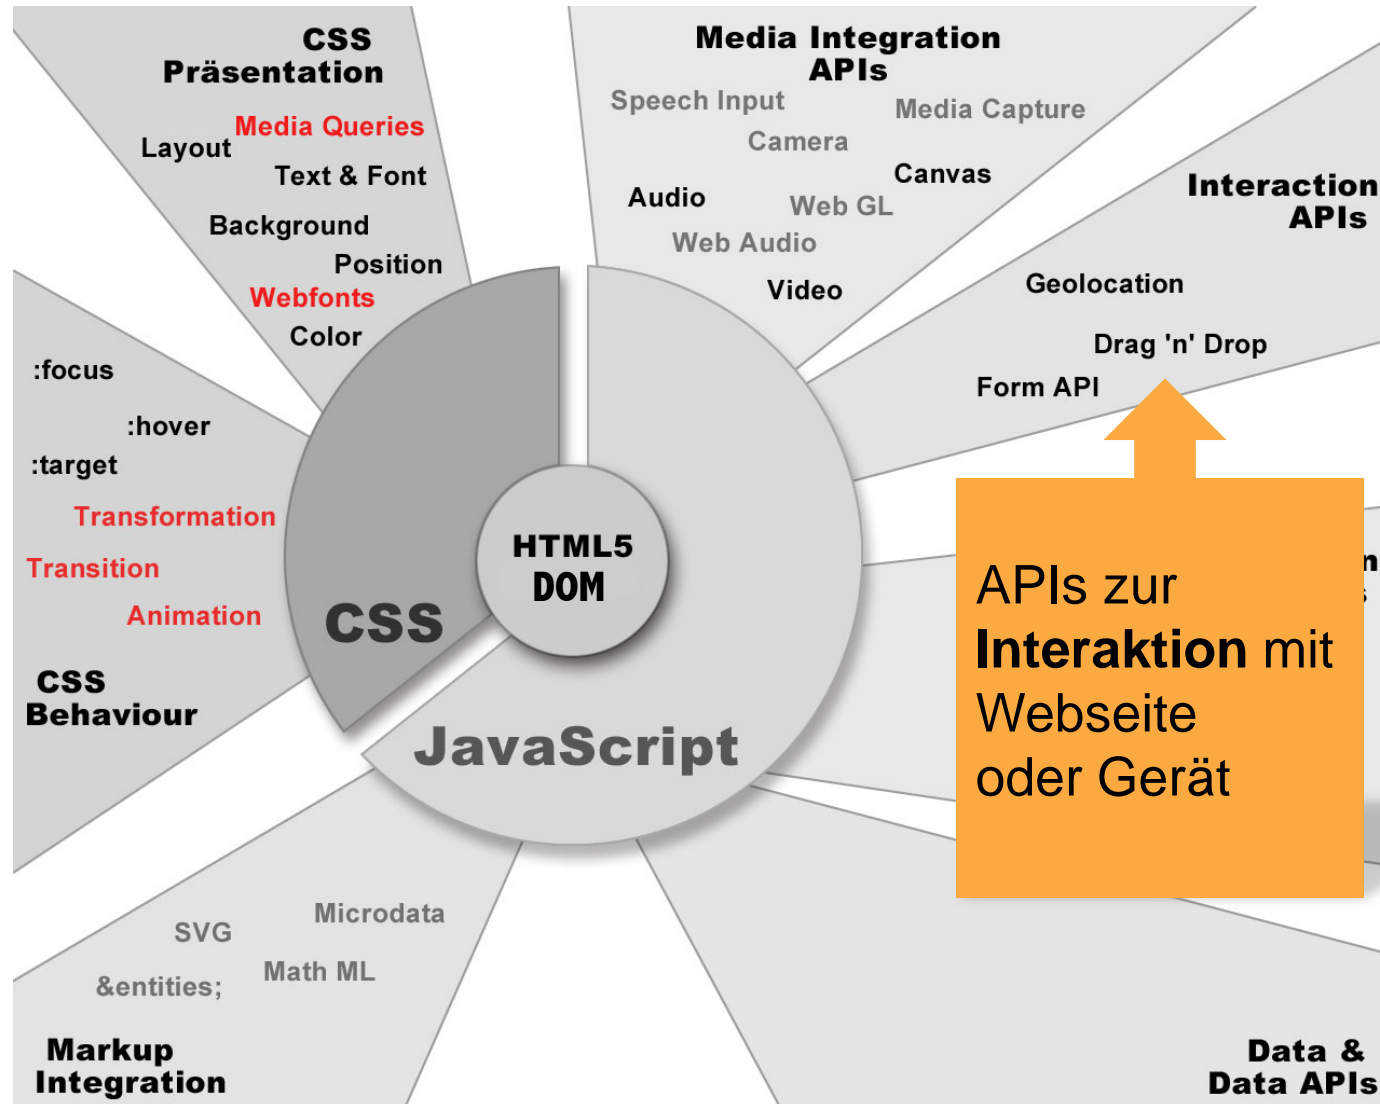 CSS
Präsentation
Media Queries
Layout
Text & Font
Background
Position
Webfonts
Color
Media Integration
APIs
Speech Input
Media Capture
Camera
Canvas
Audio
Web GL
Web Audio
Video
Interaction
APIs
Geolocation
Drag 'n' Drop
Form API
:focus
:hover
:target
Transformation
Transition
Animation
CSS
Behaviour
HTML5
DOM
CSS
JavaScript
APIs zur
Interaktion mit
Webseite
oder Gerät
SVG
Microdata
&entities;
Math ML
Markup
Integration
Data &
Data APIs